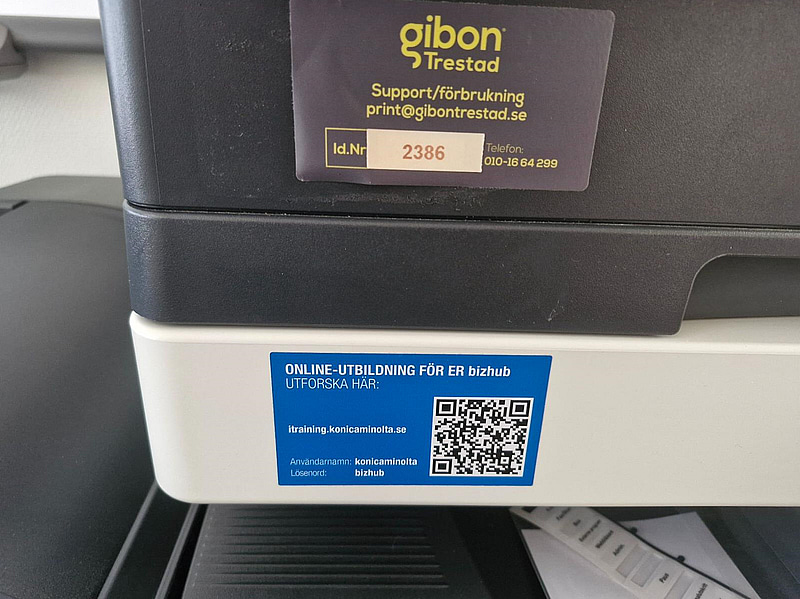 gibon
Trestad
Support/förbrukning
print@gibontrestad.se
Id.Nr 2386 Telefon:
010-16 64 299
ONLINE-UTBILDNING FÖR ER bizhub
UTFORSKA HÄR:
itraining.konicaminolta.se
Användarnamn: konicaminolta
Lösenord: bizhub